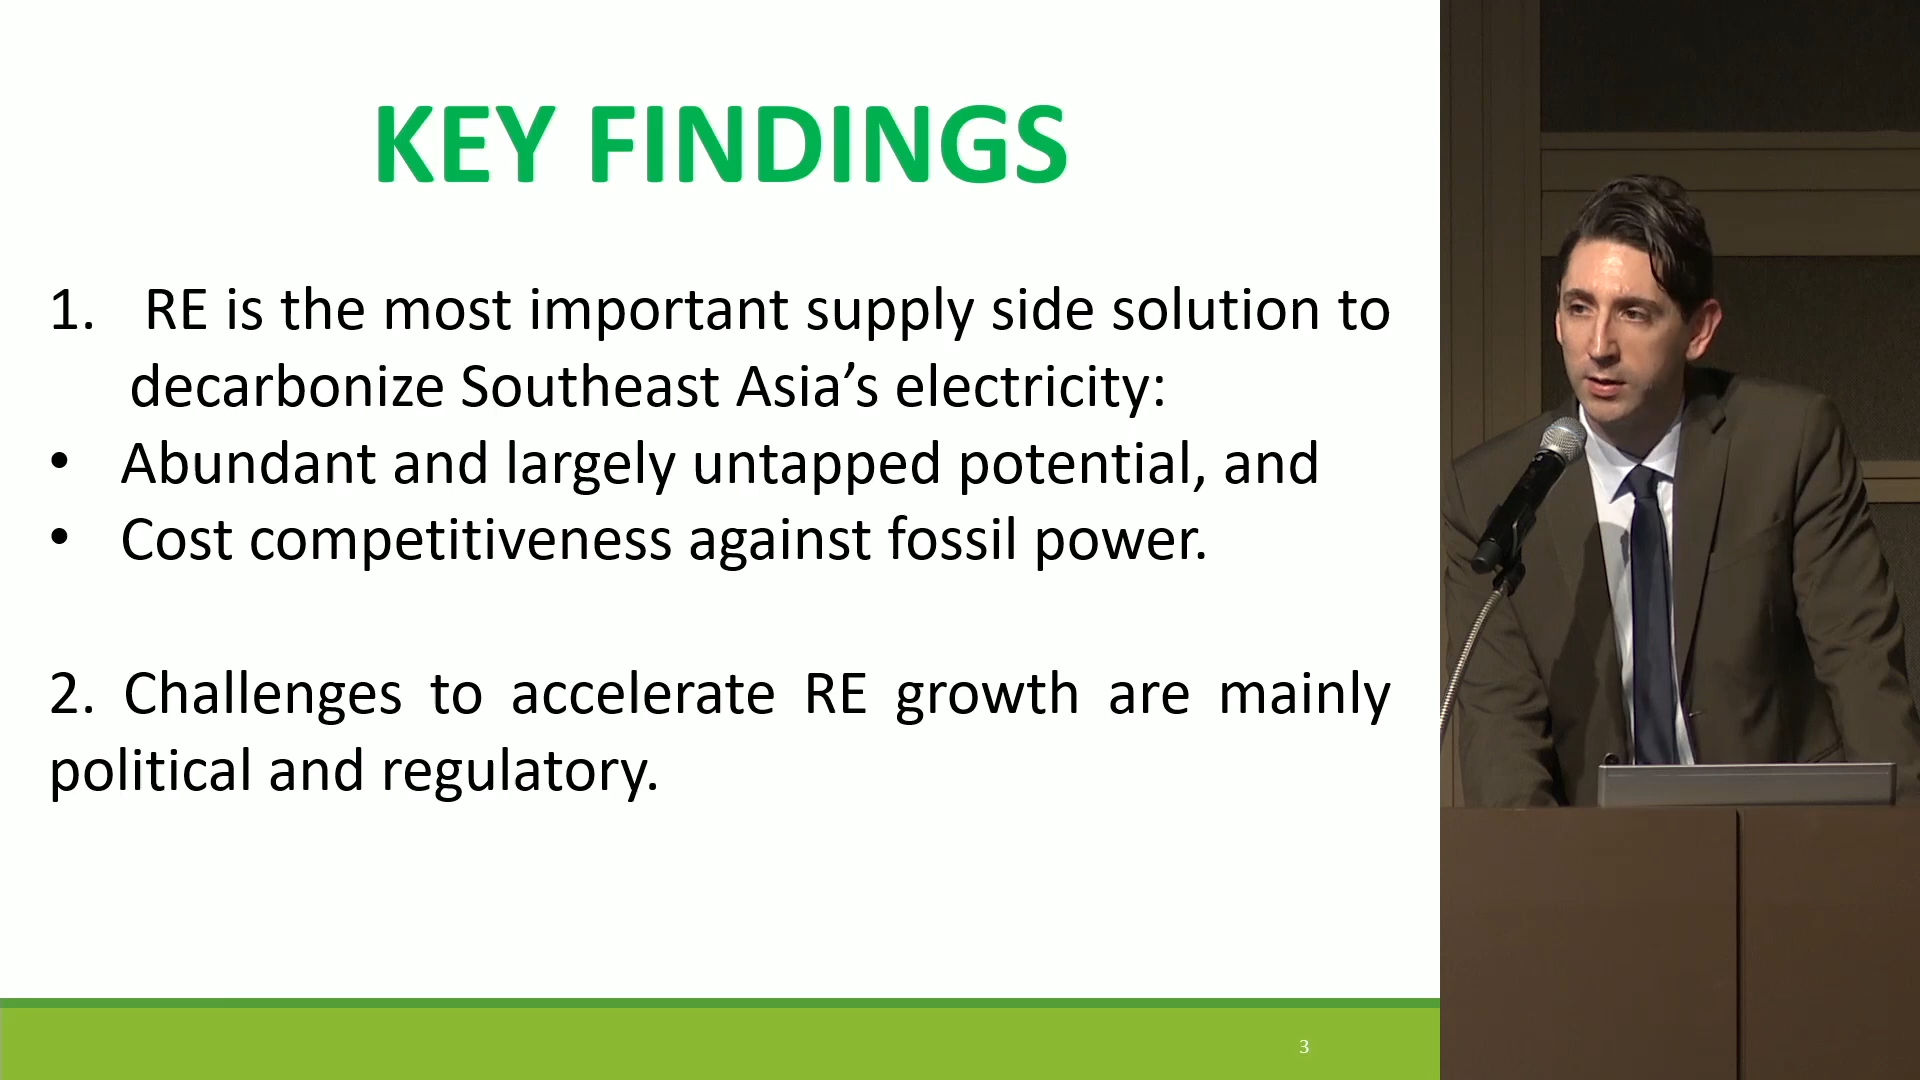 KEY FINDINGS
1. RE is the most important supply side solution to
decarbonize Southeast Asia’s electricity:
• Abundant and largely untapped potential, and
• Cost competitiveness against fossil power.
2. Challenges to accelerate RE growth are mainly
political and regulatory.
3